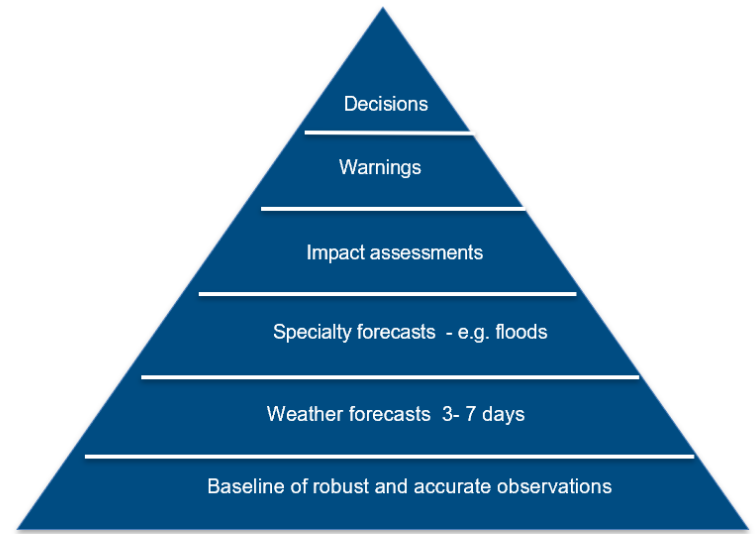 Decisions
Warnings
Impact assessments
Specialty forecasts - e.g. floods
Weather forecasts 3- 7 days
Baseline of robust and accurate observations